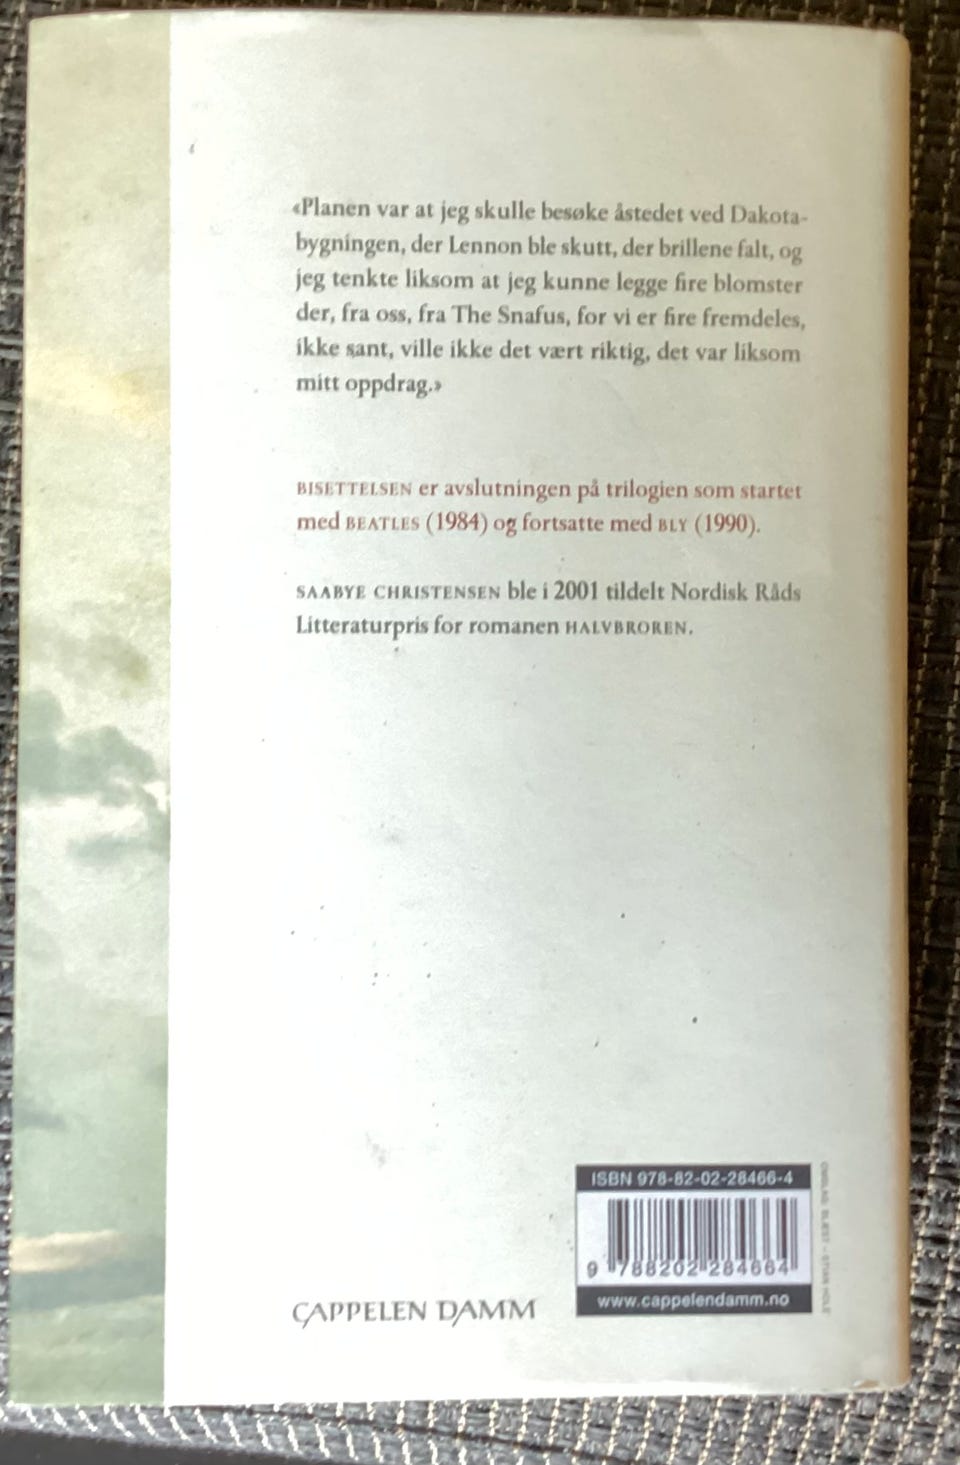 «Planen var at jeg skulle besøke åstedet ved Dakota-
bygningen, der Lennon ble skutt, der brillene falt, og
jeg tenkte liksom at jeg kunne legge fire blomster
der, fra oss, fra The Snafus, for vi er fire fremdeles,
ikke sant, ville ikke det vært riktig, det var liksom
mitt oppdrag.»
BISETTELSEN er avslutningen på trilogien som startet
med BEATLES (1984) og fortsatte med BLY (1990).
SAABYE CHRISTENSEN ble i 2001 tildelt Nordisk Råds
Litteraturpris for romanen HALVBROREN.
ISBN 978-82-02-28466-4
9 788202 284664
www.cappelendamm.no
CAPPELEN DAMM